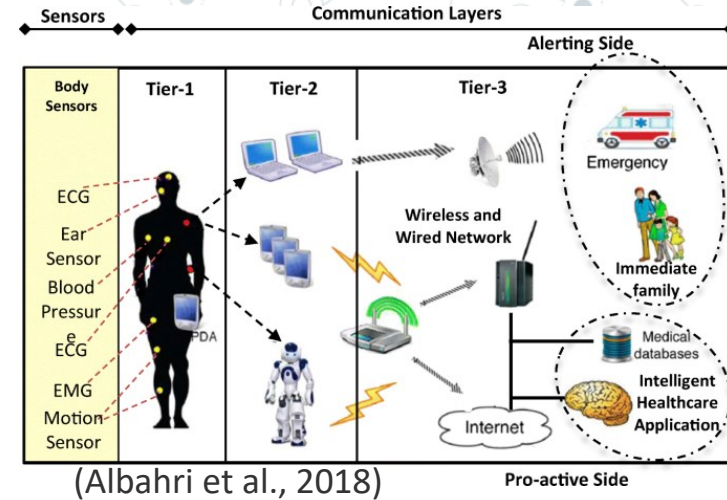 Sensors
Communication Layers
Alerting Side
Body
Sensors
Tier-1
Tier-2
Tier-3
ECG
Ear
Sensor
Blood
Pressur
e
ECG
EMG
Motion
Sensor
PDA
Wireless and
Wired Network
Internet
Emergency
Immediate
family
Medical
databases
Intelligent
Healthcare
Application
(Albahri et al., 2018)
Pro-active Side